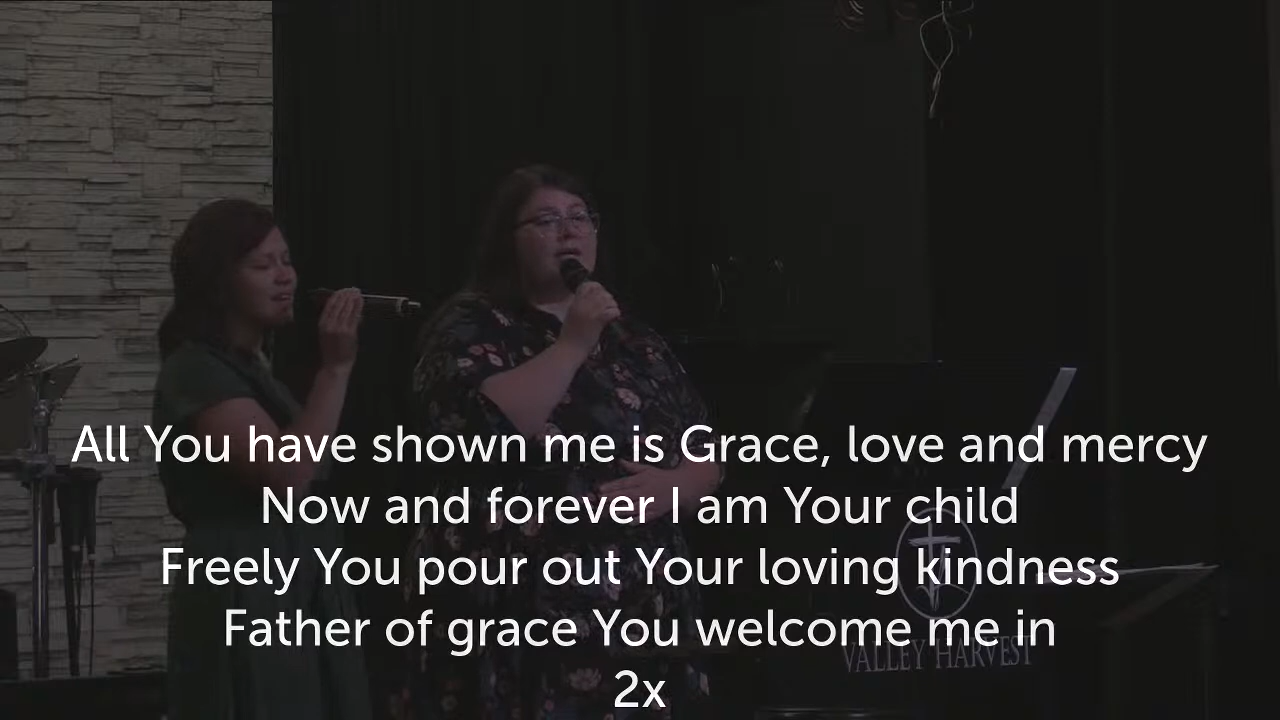 All You have shown me is Grace, love and mercy
Now and forever I am Your child
Freely You pour out Your loving kindness
Father of grace You welcome me in
VALLEY HARVEST
2x